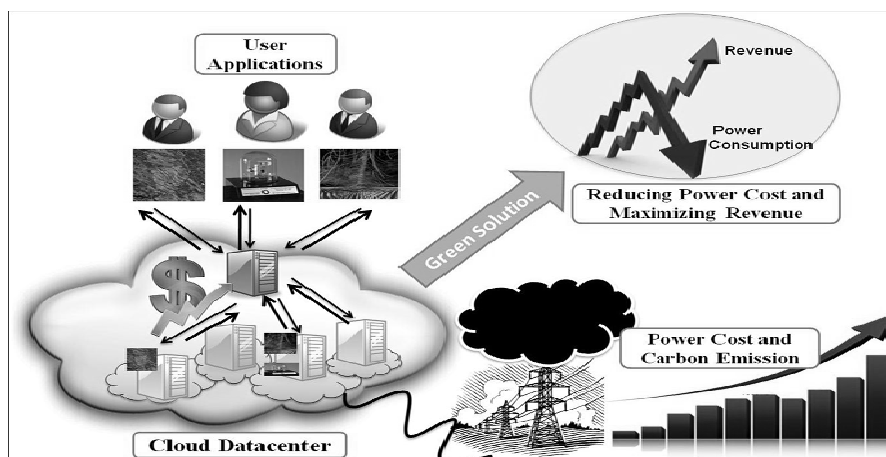 User
Applications
Revenue
Power
Consumption
Reducing Power Cost and
Maximizing Revenue
Green Solution
$
Power Cost and
Carbon Emission
Cloud Datacenter